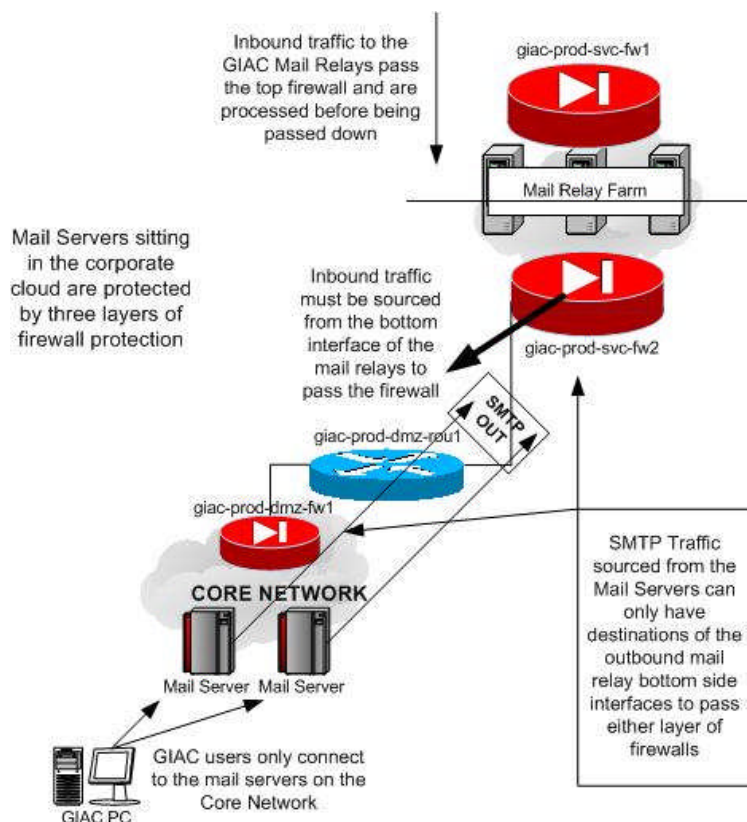 Inbound traffic to the
GIAC Mail Relays pass
the top firewall and are
processed before being
passed down
giac-prod-svc-fw1
Mail Relay Farm
Mail Servers sitting
in the corporate
cloud are protected
by three layers of
firewall protection
Inbound traffic
must be sourced
from the bottom
interface of the
mail relays to
pass the firewall
giac-prod-svc-fw2
SMTP
OUT
giac-prod-dmz-rou1
giac-prod-dmz-fw1
CORE NETWORK
Mail Server
Mail Server
SMTP Traffic
sourced from the
Mail Servers can
only have
destinations of the
outbound mail
relay bottom side
interfaces to pass
either layer of
firewalls
GIAC users only connect
to the mail servers on the
Core Network
GIAC PC